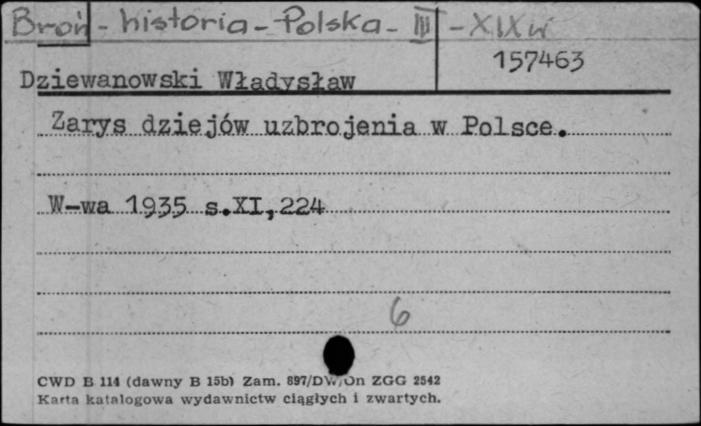 Broń - historia - Polska - III - XIX w
157463
Dziewanowski Władysław
Zarys dziejów uzbrojenia w Polsce.
W-wa 1935 s.XI,224
6
CWD B 114 (dawny B 15b) Zam. 897/DW/On ZGG 2542
Karta katalogowa wydawnictw ciągłych i zwartych.